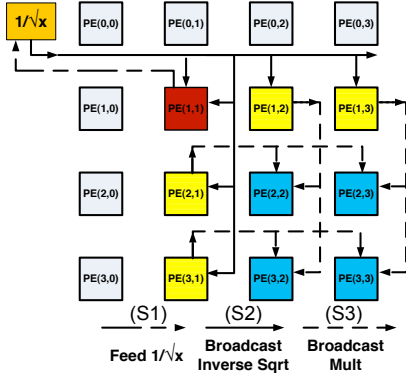 1/√x
PE(0,0)
PE(0,1)
PE(0,2)
PE(0,3)
PE(1,0)
PE(1,1)
PE(1,2)
PE(1,3)
PE(2,0)
PE(2,1)
PE(2,2)
PE(2,3)
PE(3,0)
PE(3,1)
PE(3,2)
PE(3,3)
(S1)
(S2)
(S3)
Feed 1/√x
Broadcast
Inverse Sqrt
Broadcast
Mult